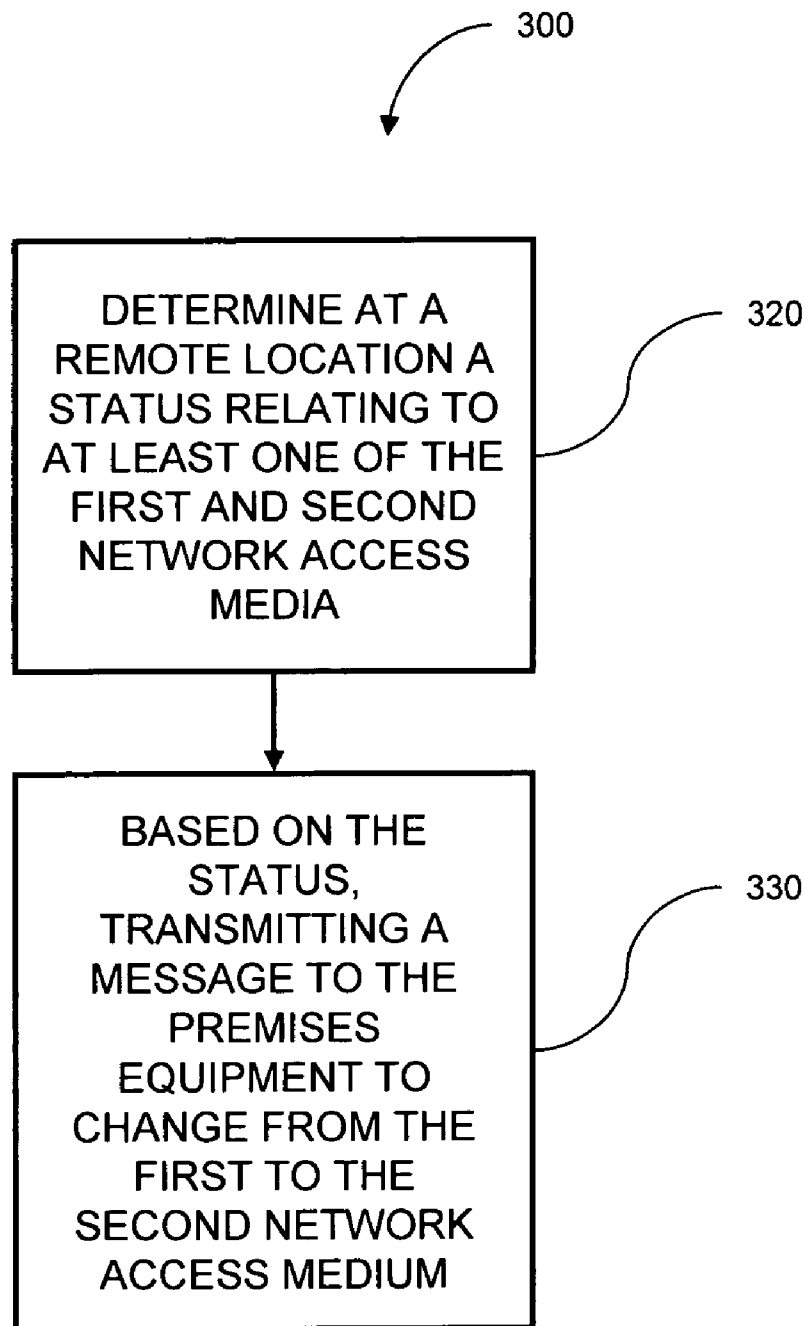 300
DETERMINE AT A
REMOTE LOCATION A
STATUS RELATING TO
AT LEAST ONE OF THE
FIRST AND SECOND
NETWORK ACCESS
MEDIA
320
BASED ON THE
STATUS,
TRANSMITTING A
MESSAGE TO THE
PREMISES
EQUIPMENT TO
CHANGE FROM THE
FIRST TO THE
SECOND NETWORK
ACCESS MEDIUM
330